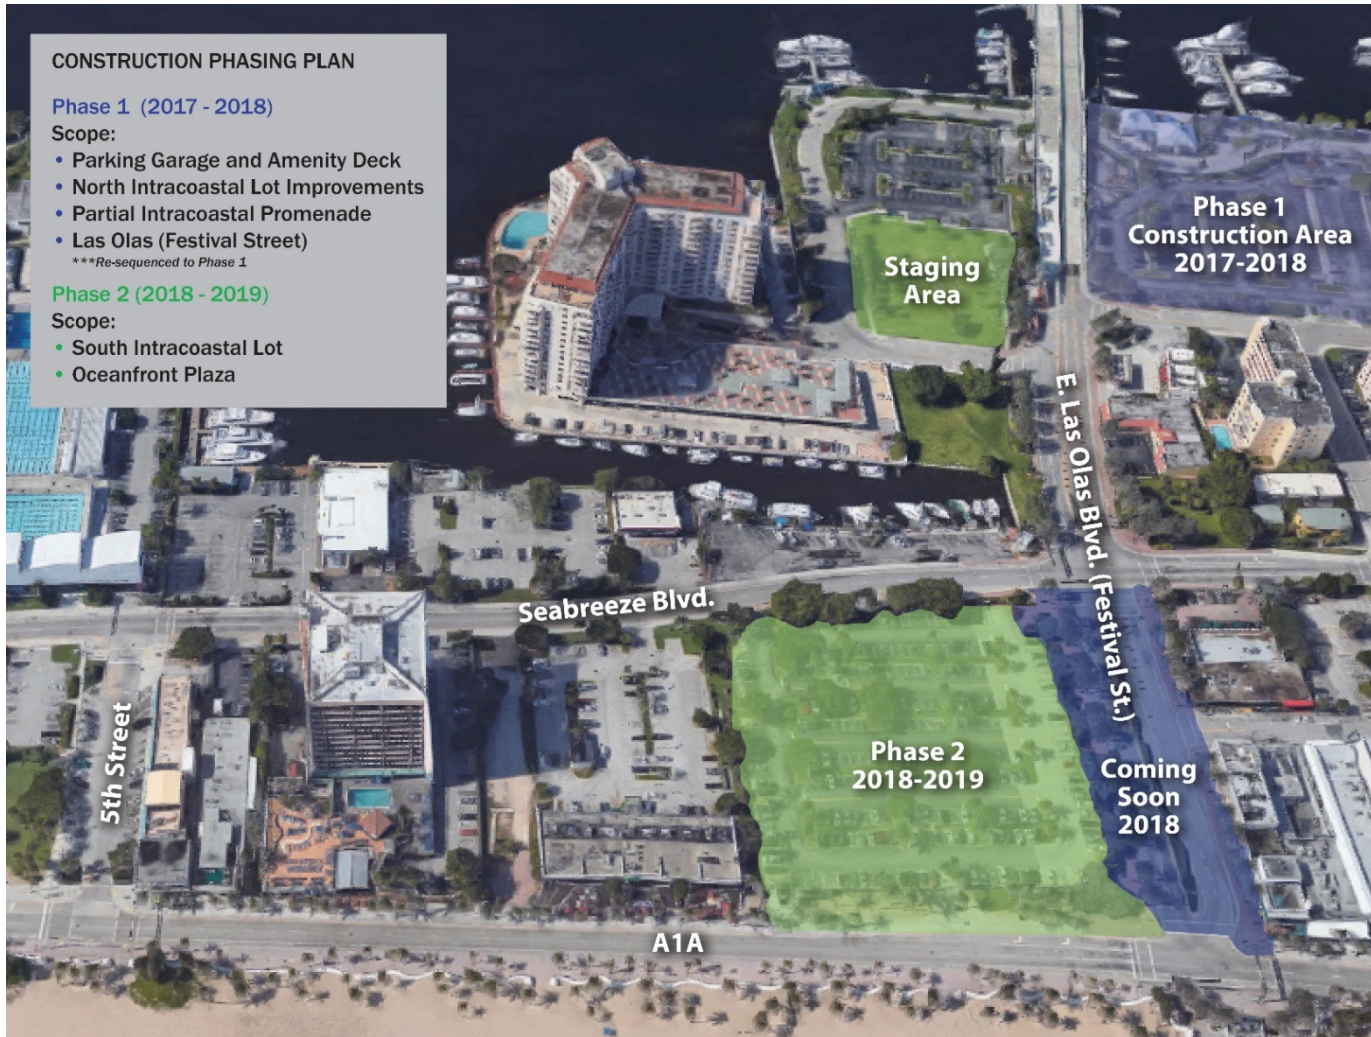 CONSTRUCTION PHASING PLAN
Phase 1 (2017 - 2018)
Scope:
• Parking Garage and Amenity Deck
• North Intracoastal Lot Improvements
• Partial Intracoastal Promenade
• Las Olas (Festival Street)
***Re-sequenced to Phase 1
Phase 2 (2018 - 2019)
Scope:
• South Intracoastal Lot
• Oceanfront Plaza
Phase 1
Construction Area
2017-2018
Staging
Area
E. Las Olas Blvd. (Festival St.)
Seabreeze Blvd.
5th Street
Phase 2
2018-2019
Coming
Soon
2018
A1A